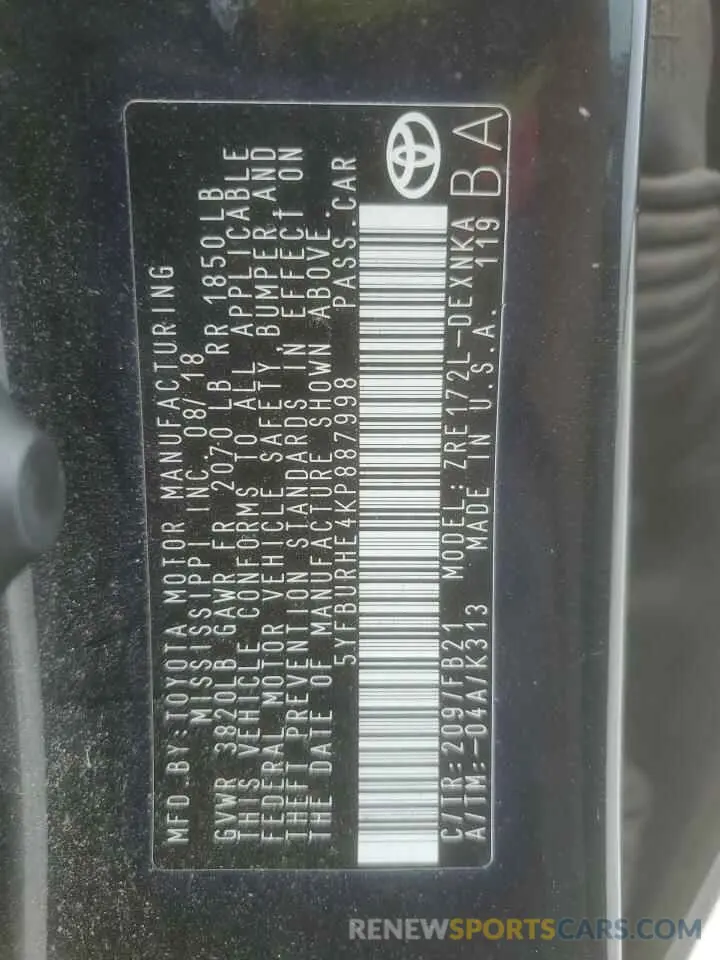 MFD.BY:TOYOTA MOTOR MANUFACTURING
MISSISSIPPI INC. 08/18
GVWR 3820LB GAWR FR 2070 LB RR 1850LB
THIS VEHICLE CONFORMS TO ALL APPLICABLE
FEDERAL MOTOR VEHICLE SAFETY, BUMPER AND
THEFT PREVENTION STANDARDS IN EFFECT ON
THE DATE OF MANUFACTURE SHOWN ABOVE.
5YFBURHE4KP887998 PASS.CAR
C/TR:209/FB21 MODEL:ZRE172L-DEXNKA
A/TM:-04A/K313 MADE IN U.S.A. 119
BA
RENEWSPORTSCARS.COM